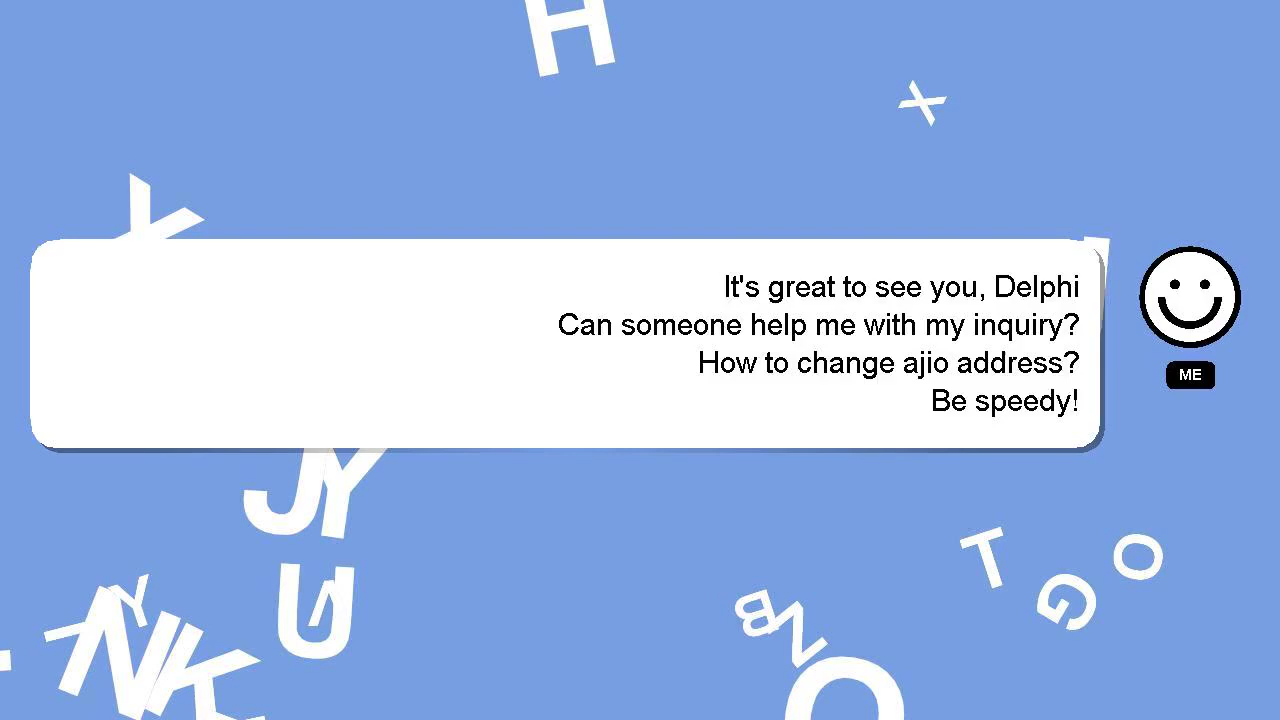 H
X
Y
It's great to see you, Delphi
Can someone help me with my inquiry?
How to change ajio address?
Be speedy!
ME
J
Y
T
O
U
G
Y
B
N
N
K
O